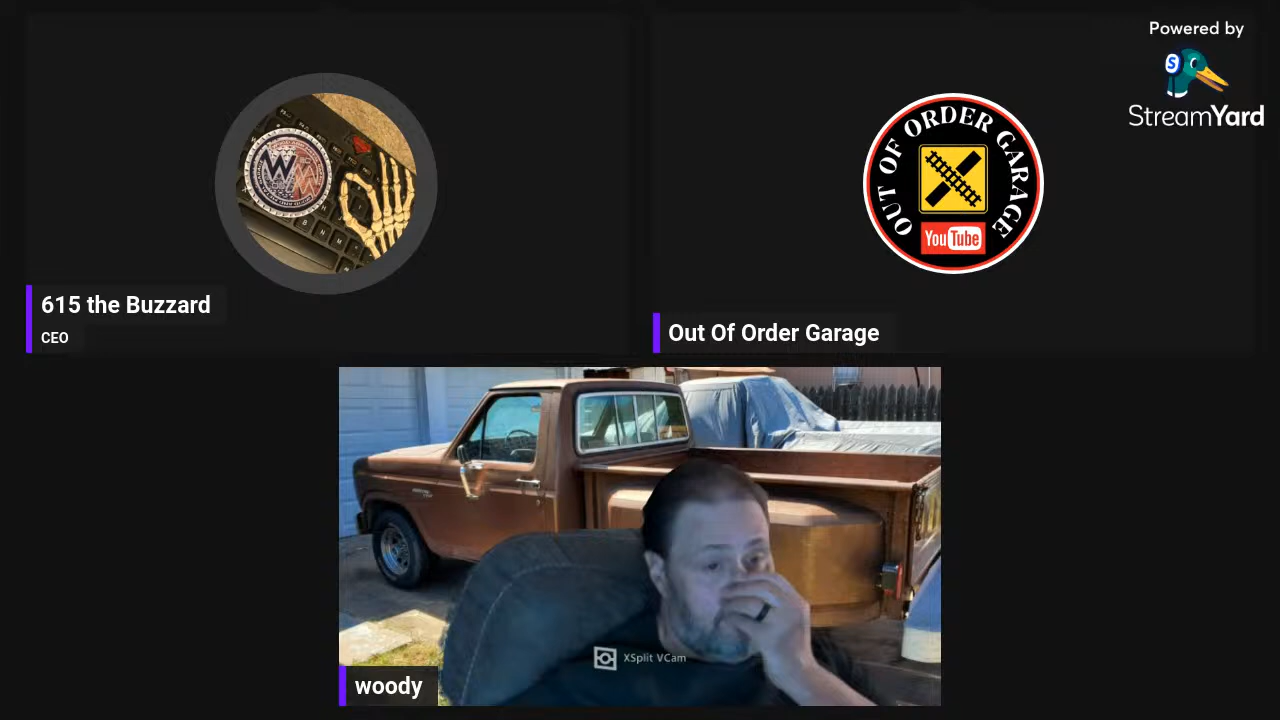 Powered by
S
StreamYard
OUT OF ORDER GARAGE
YouTube
615 the Buzzard
CEO
Out Of Order Garage
XSplit VCam
woody